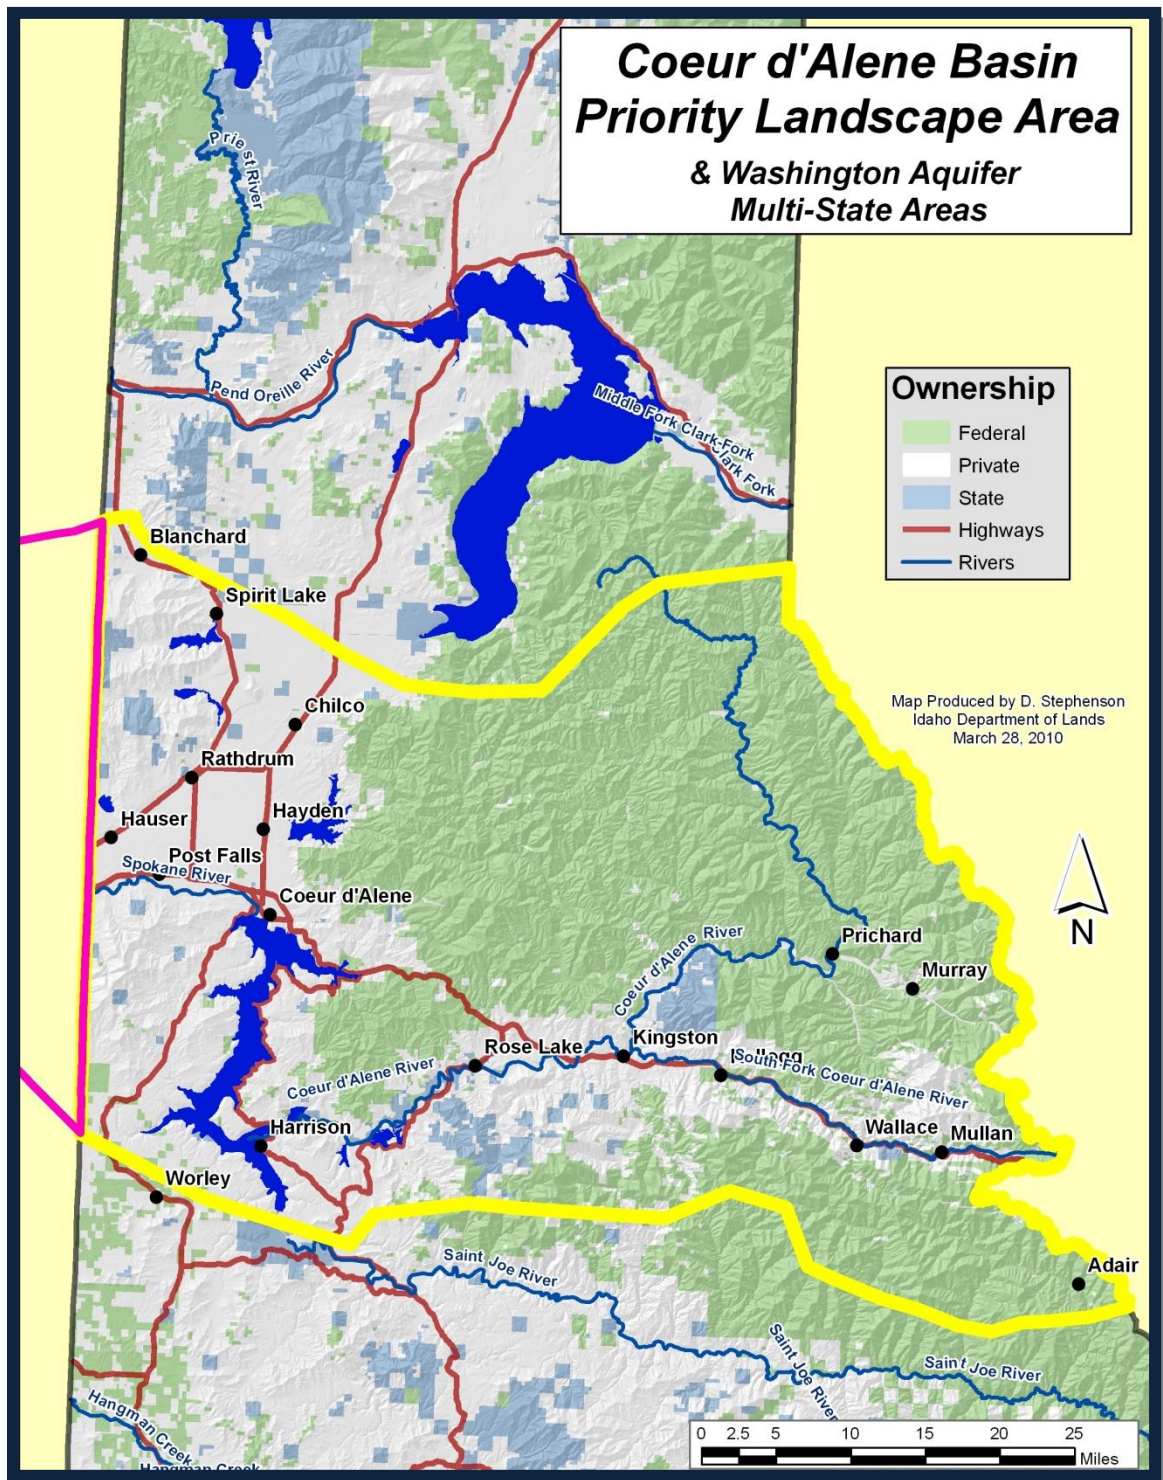 Coeur d'Alene Basin
Priority Landscape Area
& Washington Aquifer
Multi-State Areas
Priest River
Pend Oreille River
Middle Fork Clark-Fork
Clark Fork
Ownership
Federal
Private
State
Highways
Rivers
Blanchard
Spirit Lake
Chilco
Map Produced by D. Stephenson
Idaho Department of Lands
March 28, 2010
Rathdrum
Hauser
Hayden
Post Falls
Spokane River
Coeur d'Alene
N
Prichard
Coeur d'Alene River
Murray
Kingston
Rose Lake
South Fork Coeur d'Alene River
Coeur d'Alene River
Harrison
Wallace
Mullan
Worley
Saint Joe River
Adair
Saint Joe River
Saint Joe River
Hangman Creek
Hangman Creek
0 2.5 5 10 15 20 25
Miles